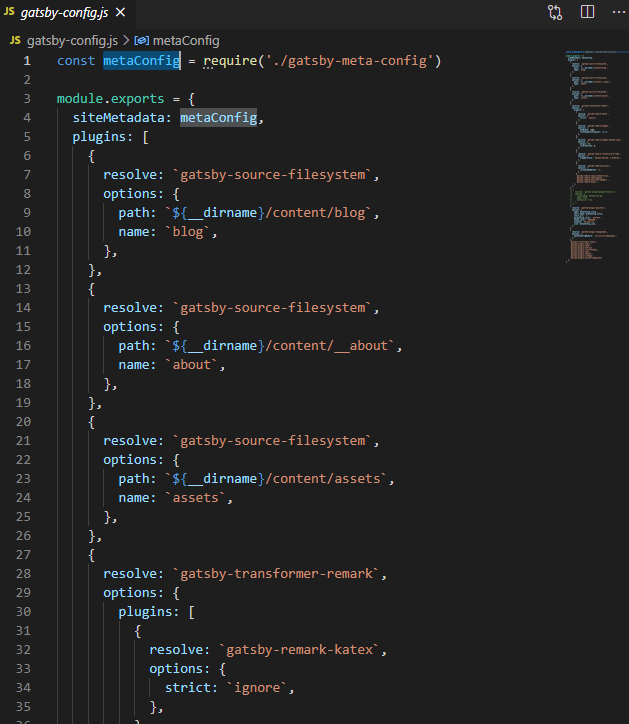 JS gatsby-config.js
JS gatsby-config.js > metaConfig
1 const metaConfig = require('./gatsby-meta-config')
2
3 module.exports = {
4 siteMetadata: metaConfig,
5 plugins: [
6 {
7 resolve: `gatsby-source-filesystem`,
8 options: {
9 path: `${__dirname}/content/blog`,
10 name: `blog`,
11 },
12 },
13 {
14 resolve: `gatsby-source-filesystem`,
15 options: {
16 path: `${__dirname}/content/__about`,
17 name: `about`,
18 },
19 },
20 {
21 resolve: `gatsby-source-filesystem`,
22 options: {
23 path: `${__dirname}/content/assets`,
24 name: `assets`,
25 },
26 },
27 {
28 resolve: `gatsby-transformer-remark`,
29 options: {
30 plugins: [
31 {
32 resolve: `gatsby-remark-katex`,
33 options: {
34 strict: `ignore`,
35 },